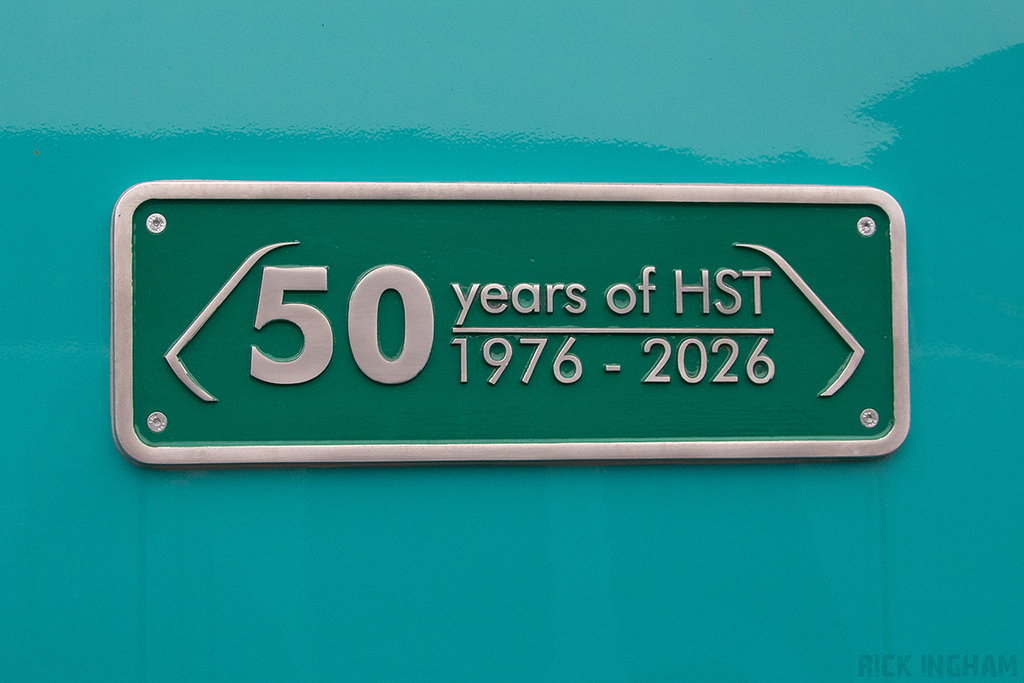 50
years of HST
1976 - 2026
RICK INGHAM